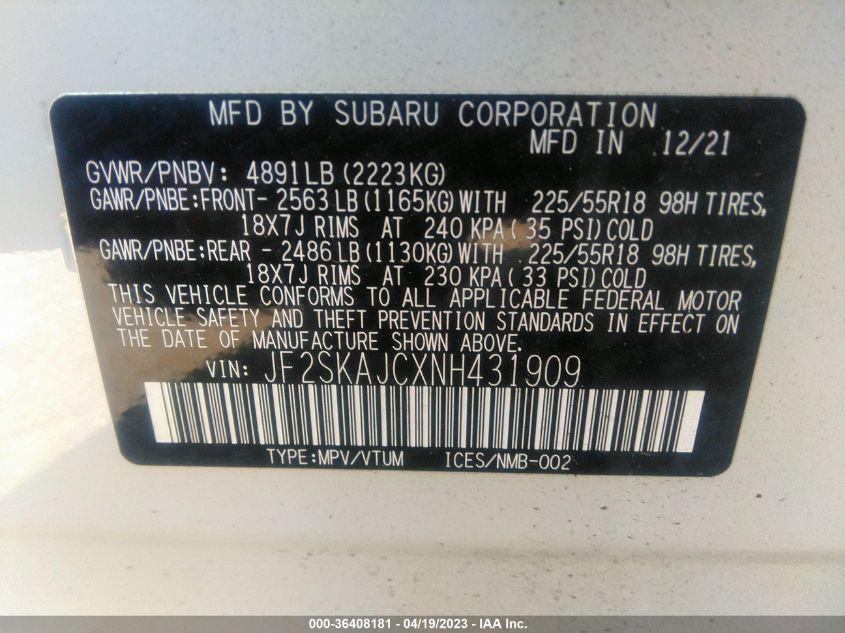 MFD BY SUBARU CORPORATION
MFD IN 12/21
GVWR/PNBV: 4891LB(2223KG)
GAWR/PNBE:FRONT- 2563LB(1165KG)WITH 225/55R18 98H TIRES,
18X7J RIMS AT 240 KPA(35 PSI)COLD
GAWR/PNBE:REAR - 2486LB(1130KG)WITH 225/55R18 98H TIRES,
18X7J RIMS AT 230 KPA(33 PSI)COLD
THIS VEHICLE CONFORMS TO ALL APPLICABLE FEDERAL MOTOR
VEHICLE SAFETY AND THEFT PREVENTION STANDARDS IN EFFECT ON
THE DATE OF MANUFACTURE SHOWN ABOVE.
VIN: JF2SKAJCXNH431909
TYPE:MPV/VTUM ICES/NMB-002
000-36408181 - 04/19/2023 - IAA Inc.